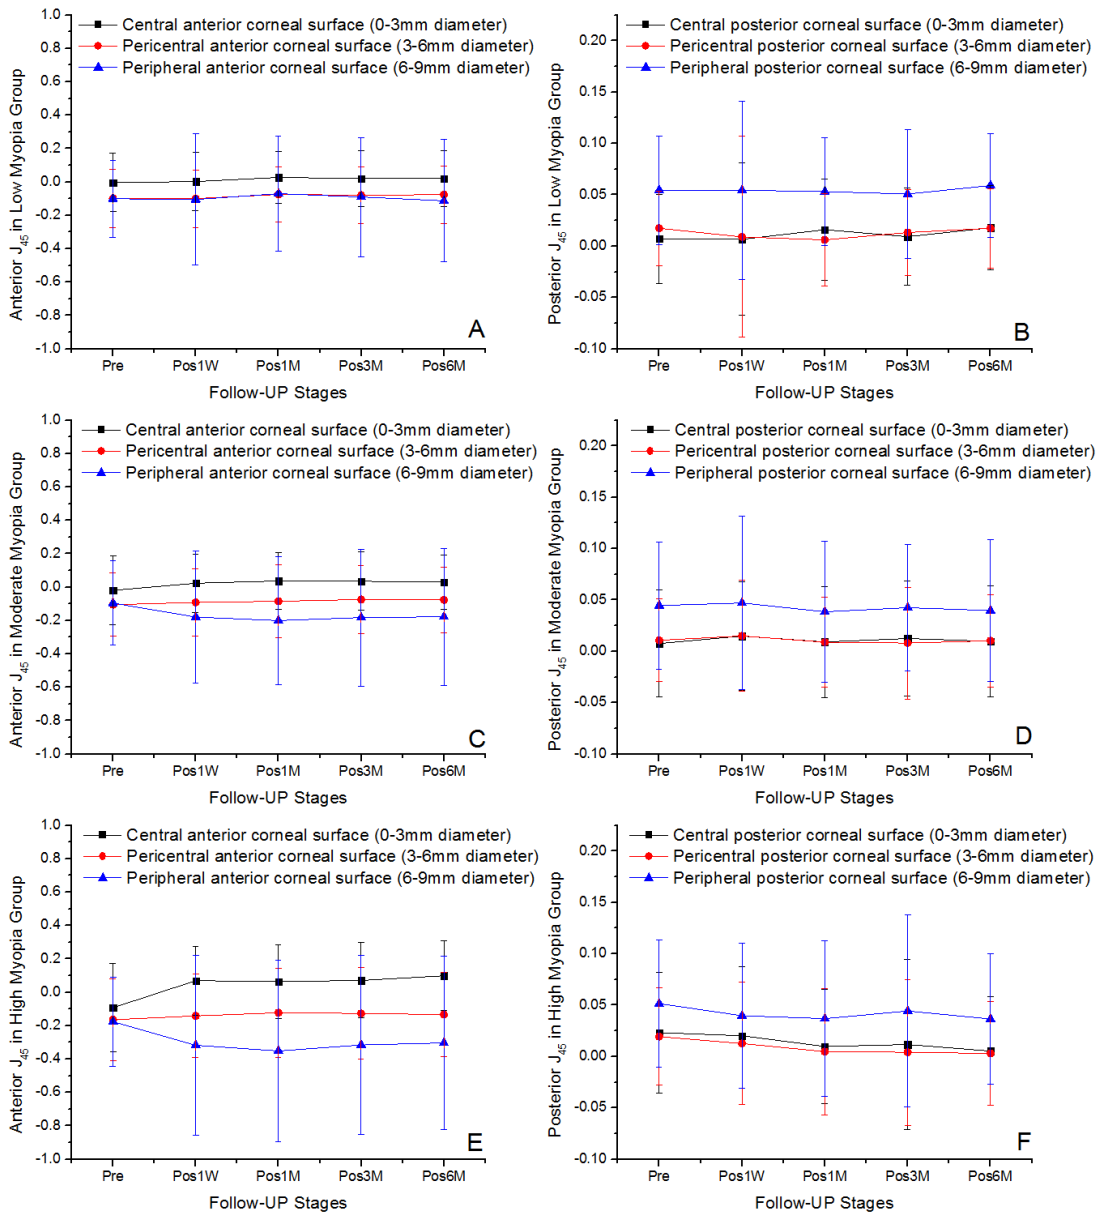 Anterior J45 in Low Myopia Group
1.0
0.8
0.6
0.4
0.2
0.0
-0.2
-0.4
-0.6
-0.8
-1.0
Central anterior corneal surface (0-3mm diameter)
Pericentral anterior corneal surface (3-6mm diameter)
Peripheral anterior corneal surface (6-9mm diameter)
A
Pre Pos1W Pos1M Pos3M Pos6M
Follow-UP Stages
Posterior J45 in Low Myopia Group
0.20
0.15
0.10
0.05
0.00
-0.05
-0.10
Central posterior corneal surface (0-3mm diameter)
Pericentral posterior corneal surface (3-6mm diameter)
Peripheral posterior corneal surface (6-9mm diameter)
B
Pre Pos1W Pos1M Pos3M Pos6M
Follow-UP Stages
Anterior J45 in Moderate Myopia Group
1.0
0.8
0.6
0.4
0.2
0.0
-0.2
-0.4
-0.6
-0.8
-1.0
Central anterior corneal surface (0-3mm diameter)
Pericentral anterior corneal surface (3-6mm diameter)
Peripheral anterior corneal surface (6-9mm diameter)
C
Pre Pos1W Pos1M Pos3M Pos6M
Follow-UP Stages
Posterior J45 in Moderate Myopia Group
0.20
0.15
0.10
0.05
0.00
-0.05
-0.10
Central posterior corneal surface (0-3mm diameter)
Pericentral posterior corneal surface (3-6mm diameter)
Peripheral posterior corneal surface (6-9mm diameter)
D
Pre Pos1W Pos1M Pos3M Pos6M
Follow-UP Stages
Anterior J45 in High Myopia Group
1.0
0.8
0.6
0.4
0.2
0.0
-0.2
-0.4
-0.6
-0.8
-1.0
Central anterior corneal surface (0-3mm diameter)
Pericentral anterior corneal surface (3-6mm diameter)
Peripheral anterior corneal surface (6-9mm diameter)
E
Pre Pos1W Pos1M Pos3M Pos6M
Follow-UP Stages
Posterior J45 in High Myopia Group
0.20
0.15
0.10
0.05
0.00
-0.05
-0.10
Central posterior corneal surface (0-3mm diameter)
Pericentral posterior corneal surface (3-6mm diameter)
Peripheral posterior corneal surface (6-9mm diameter)
F
Pre Pos1W Pos1M Pos3M Pos6M
Follow-UP Stages